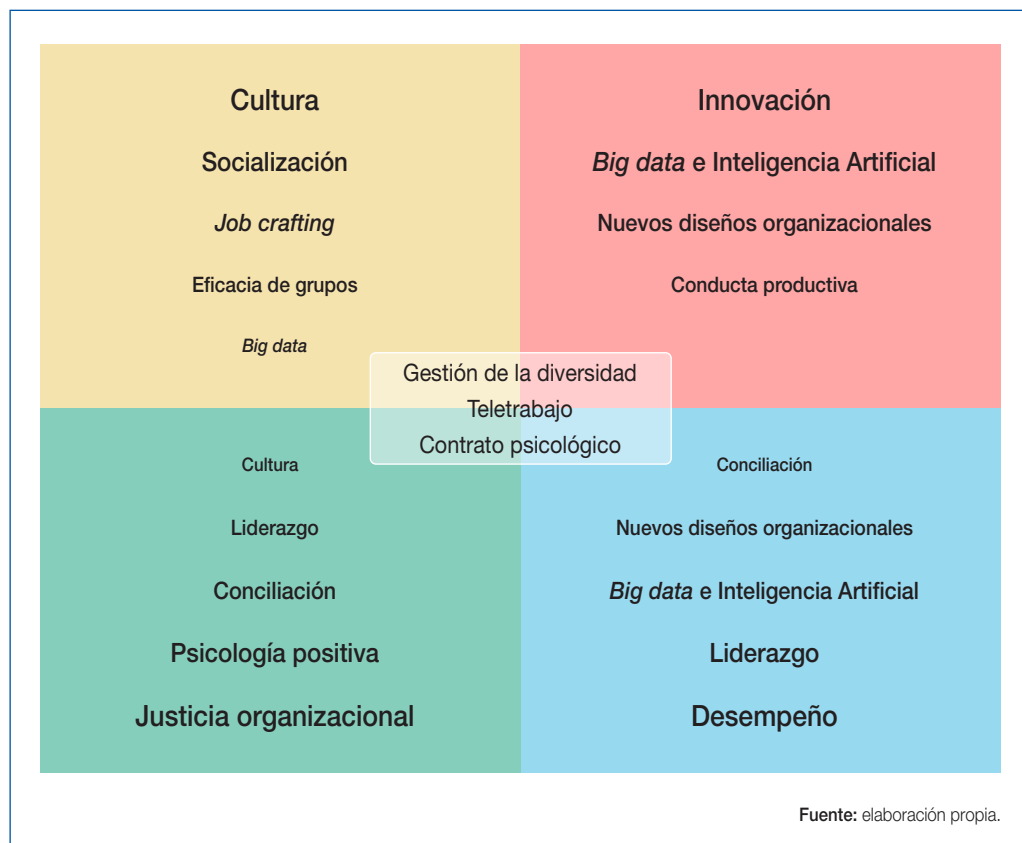 Cultura
Socialización
Job crafting
Eficacia de grupos
Big data
Innovación
Big data e Inteligencia Artificial
Nuevos diseños organizacionales
Conducta productiva
Gestión de la diversidad
Teletrabajo
Contrato psicológico
Cultura
Liderazgo
Conciliación
Psicología positiva
Justicia organizacional
Conciliación
Nuevos diseños organizacionales
Big data e Inteligencia Artificial
Liderazgo
Desempeño
Fuente: elaboración propia.